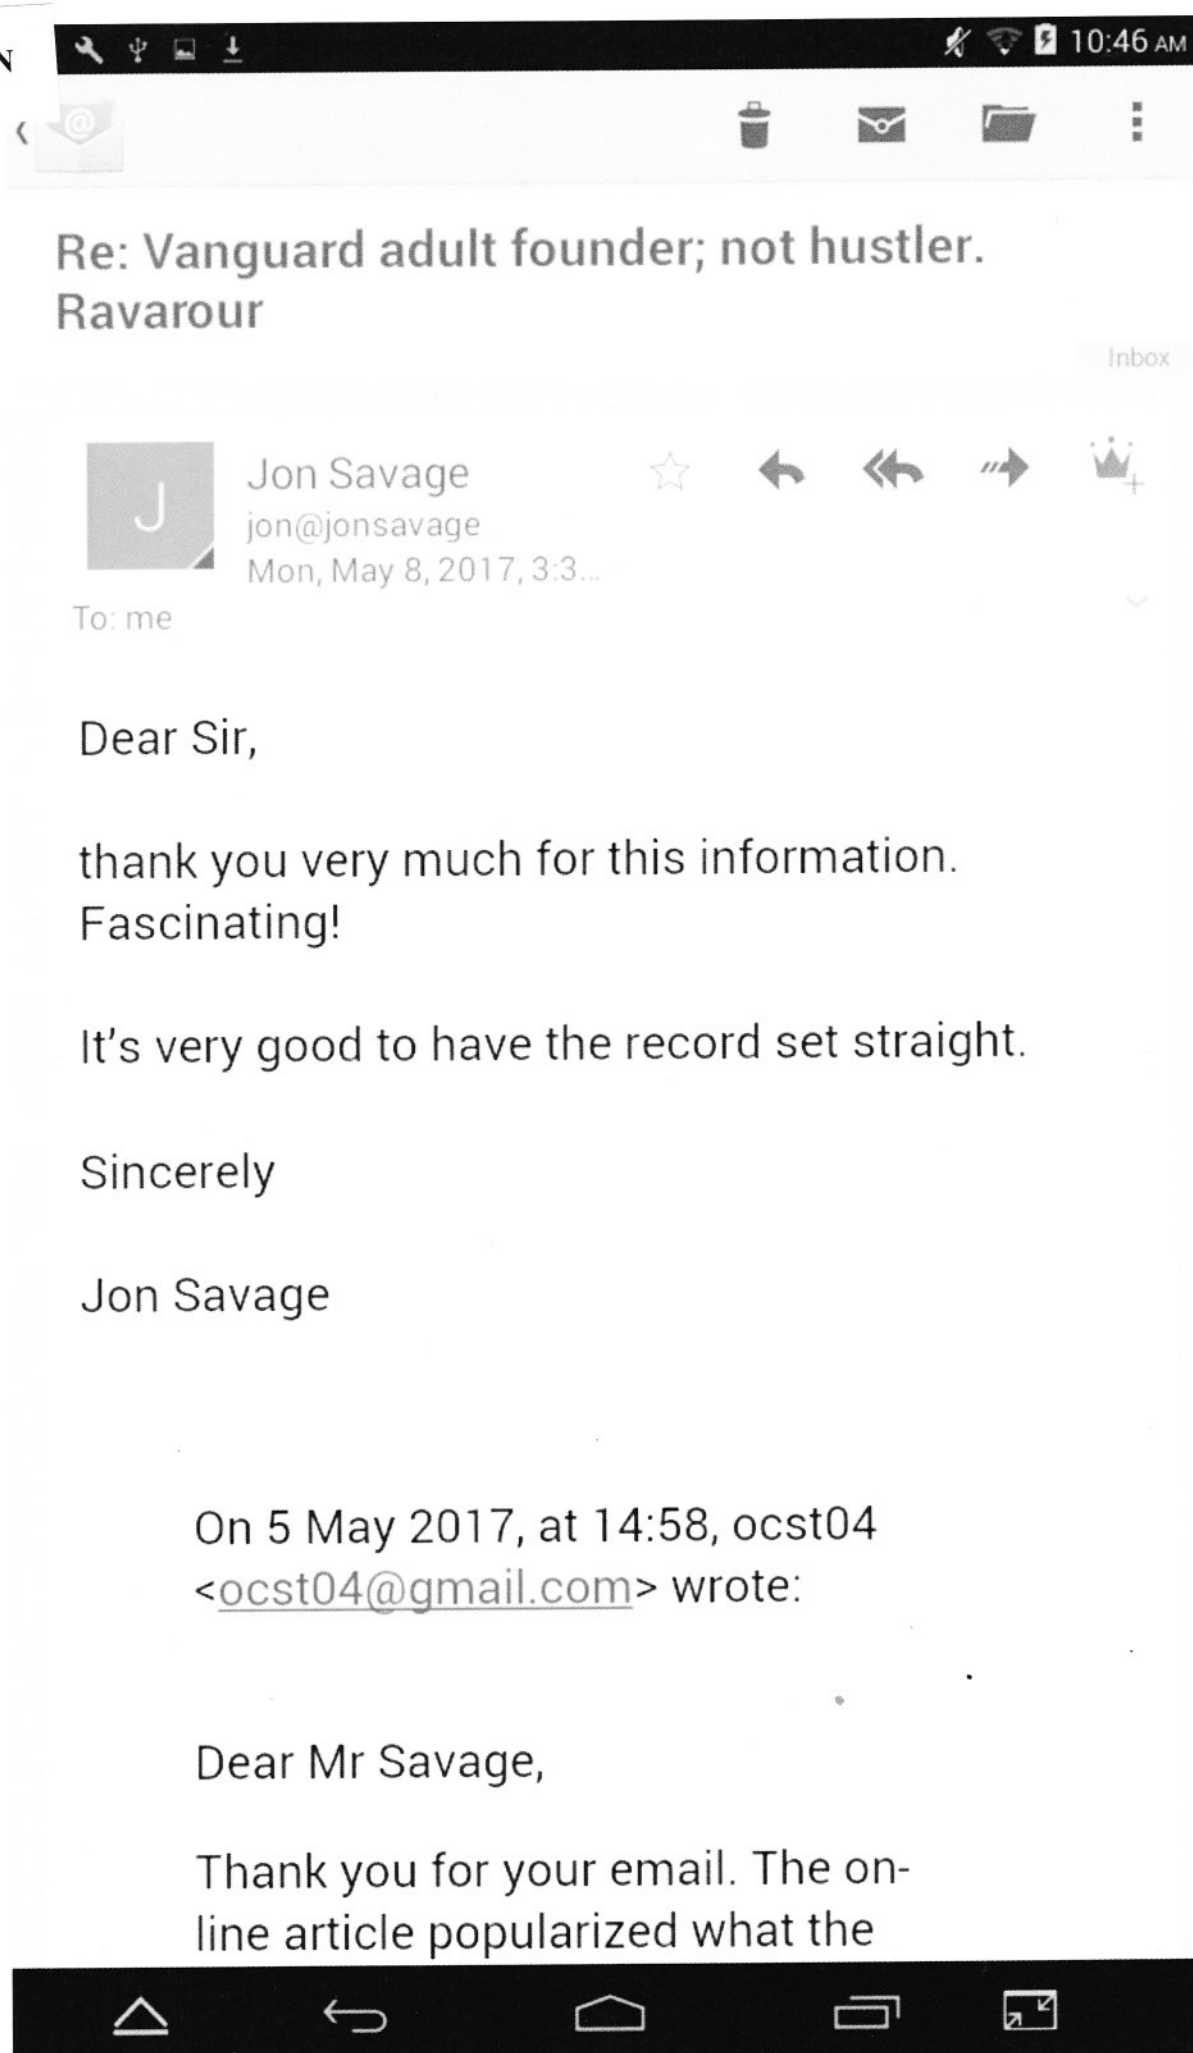 N
10:46 AM
@
Re: Vanguard adult founder; not hustler.
Ravarour
Inbox
J
Jon Savage
jon@jonsavage
Mon, May 8, 2017, 3:3...
To: me
Dear Sir,
thank you very much for this information.
Fascinating!
It's very good to have the record set straight.
Sincerely
Jon Savage
On 5 May 2017, at 14:58, ocst04
<ocst04@gmail.com> wrote:
Dear Mr Savage,
Thank you for your email. The on-
line article popularized what the